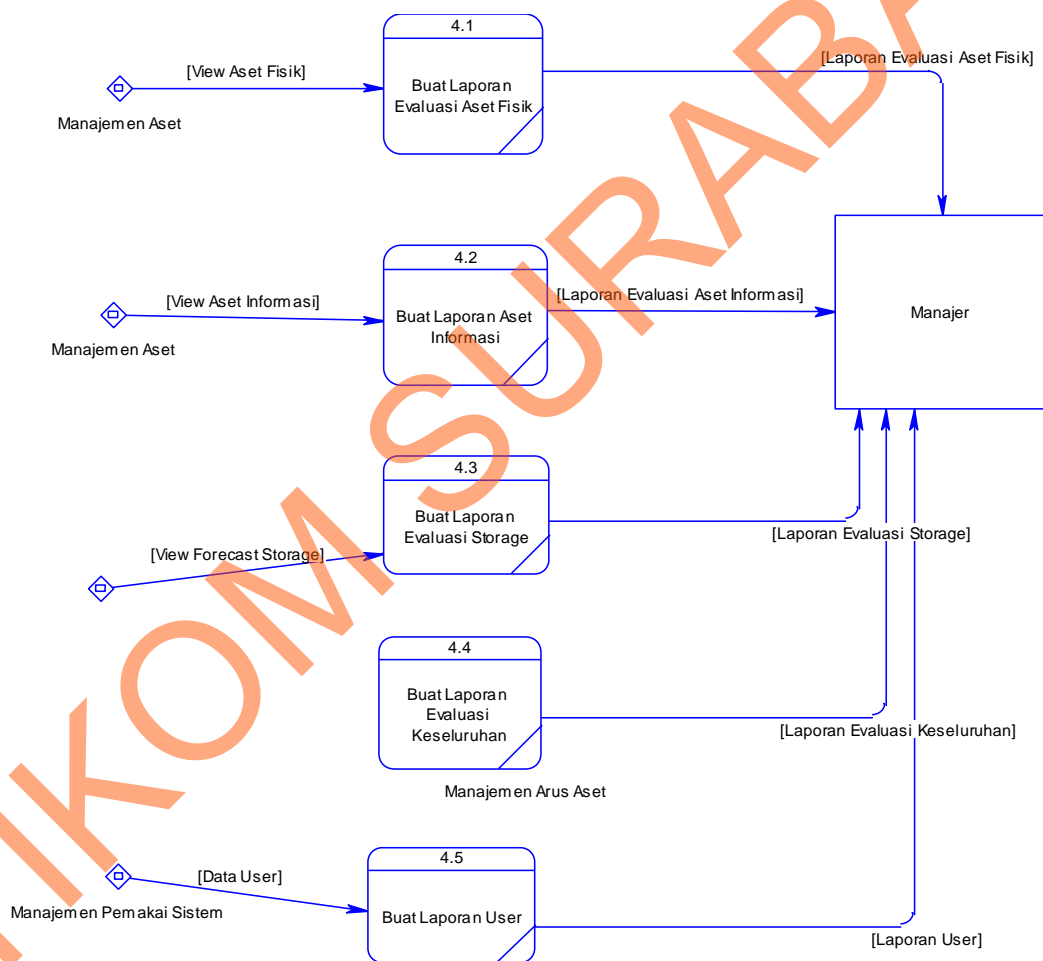 4.1
[View Aset Fisik]
[Laporan Evaluasi Aset Fisik]
Buat Laporan
Evaluasi Aset Fisik
Manajemen Aset
4.2
[View Aset Informasi]
[Laporan Evaluasi Aset Informasi]
Buat Laporan Aset
Informasi
Manajer
Manajemen Aset
4.3
Buat Laporan
Evaluasi Storage
[Laporan Evaluasi Storage]
[View Forecast Storage]
4.4
Buat Laporan
Evaluasi
Keseluruhan
[Laporan Evaluasi Keseluruhan]
Manajemen Arus Aset
4.5
[Data User]
Manajemen Pemakai Sistem
Buat Laporan User
[Laporan User]
IKOM SURABA